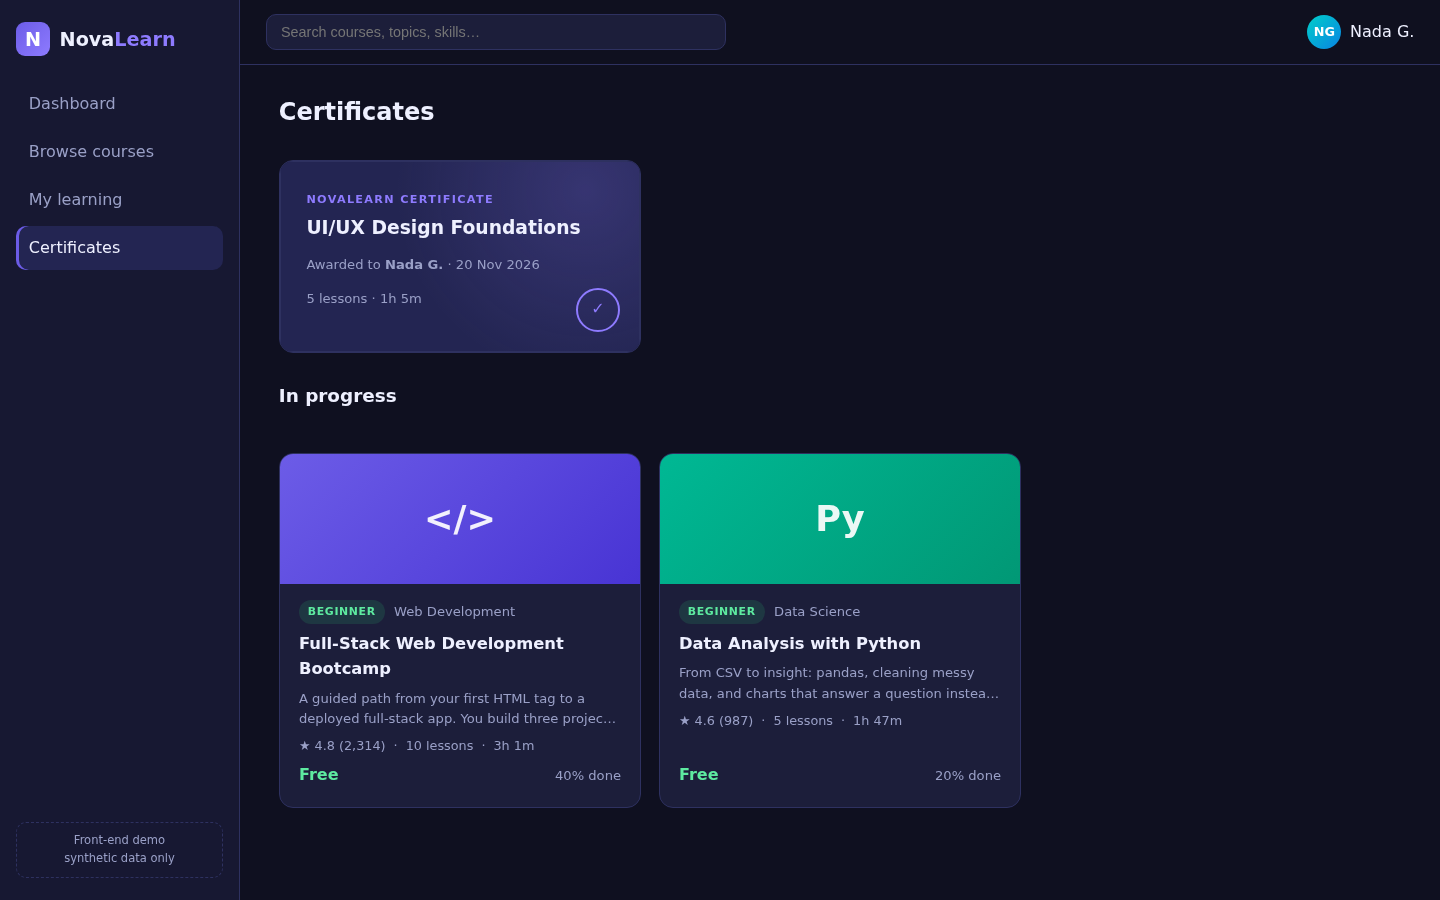 N NovaLearn
Search courses, topics, skills…
NG Nada G.
Dashboard
Browse courses
My learning
Certificates
Front-end demo
synthetic data only
Certificates
NOVALEARN CERTIFICATE
UI/UX Design Foundations
Awarded to Nada G. · 20 Nov 2026
5 lessons · 1h 5m
✓
In progress
</>
BEGINNER Web Development
Full-Stack Web Development
Bootcamp
A guided path from your first HTML tag to a
deployed full-stack app. You build three projec…
★ 4.8 (2,314) · 10 lessons · 3h 1m
Free 40% done
Py
BEGINNER Data Science
Data Analysis with Python
From CSV to insight: pandas, cleaning messy
data, and charts that answer a question instea…
★ 4.6 (987) · 5 lessons · 1h 47m
Free 20% done